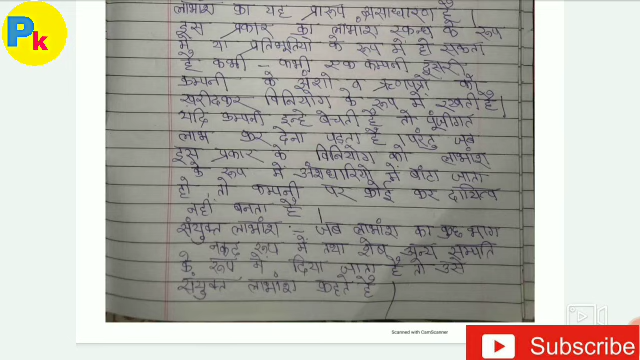 Pk
लाभांश का यह प्रारूप असाधारण है
इस प्रकार का लाभांश स्कन्ध के रूप
में या प्रतिभूतियों के रूप में हो सकता
है कभी - कभी एक कम्पनी दूसरी
कम्पनी के अंशो व ऋणपत्रो को
खरीदकर विनियोग के रूप में रखती है।
यदि कम्पनी इन्हे बेचती है तो पूंजीगत
लाभ कर देना पड़ता है। परंतु जब
इस प्रकार के विनियोग को लाभांश
के रूप में अंशधारियो में बांटा जाता
हो तो कम्पनी पर कोई कर दायित्व
नहीं बनता है।
संयुक्त लाभांश :- जब लाभांश का कुछ भाग
नकद रूप में तथा शेष अन्य सम्पति
के रूप में दिया जाता है तो उसे
संयुक्त लाभांश कहते है।
Scanned with CamScanner
Subscribe